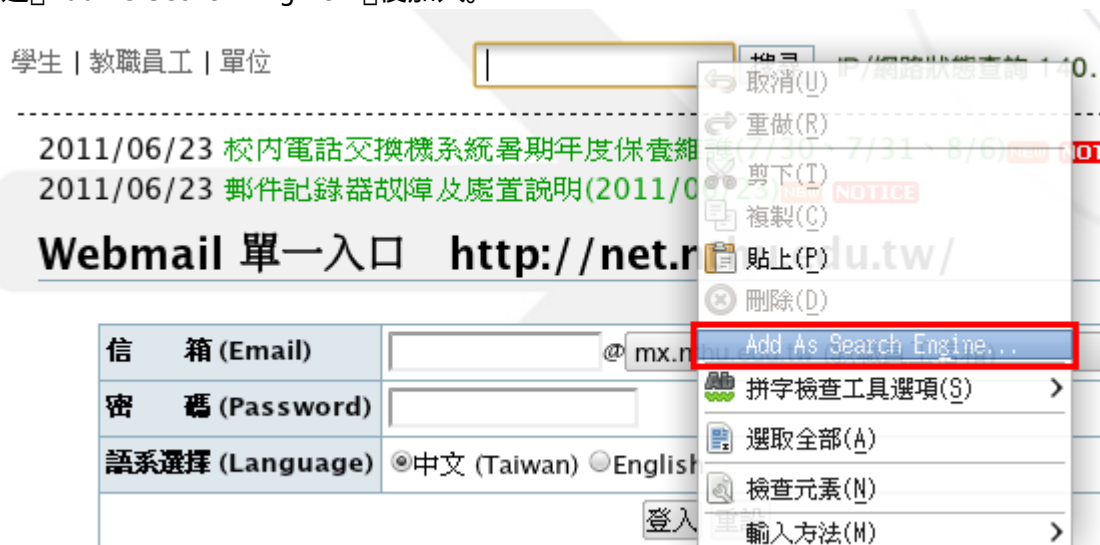 學生 | 教職員工 | 單位
搜尋 IP/網路狀態查詢 140.
取消(U)
重做(R)
2011/06/23 校內電話交換機系統暑期年度保養維護(7/30、7/31、8/6) NEW
剪下(T)
2011/06/23 郵件記錄器故障及處置說明(2011/0 23) NEW NOTICE
複製(C)
Webmail 單一入口 http://net.n du.tw/
貼上(P)
刪除(D)
Add As Search Engine...
信 箱 (Email) @ mx.n
拼字檢查工具選項(S)
密 碼 (Password)
選取全部(A)
語系選擇 (Language) 中文 (Taiwan) English
檢查元素(N)
登入 重設
輸入方法(M)